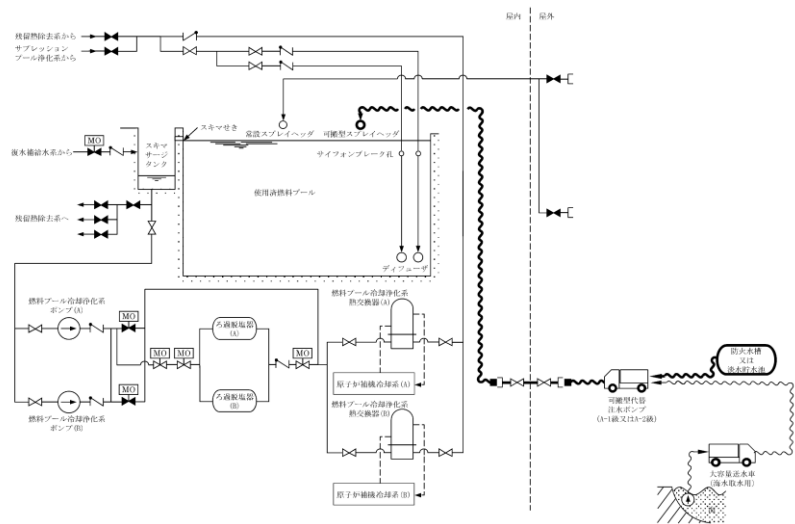 屋内
屋外
残留熱除去系から
サプレッション
プール浄化系から
スキマせき
常設スプレイヘッダ
可搬型スプレイヘッダ
MO
復水補給水系から
スキマ
サージ
タンク
サイフォンブレーク孔
使用済燃料プール
残留熱除去系へ
ディフューザ
燃料プール冷却浄化系
ポンプ(A)
MO
燃料プール冷却浄化系
熱交換器(A)
ろ過脱塩器
(A)
MO
MO
MO
防火水槽
又は
淡水貯水池
原子炉補機冷却系(A)
MO
ろ過脱塩器
(B)
可搬型代替
注水ポンプ
(A-1級又はA-2級)
燃料プール冷却浄化系
ポンプ(B)
燃料プール冷却浄化系
熱交換器(B)
大容量送水車
(海水取水用)
原子炉補機冷却系(B)